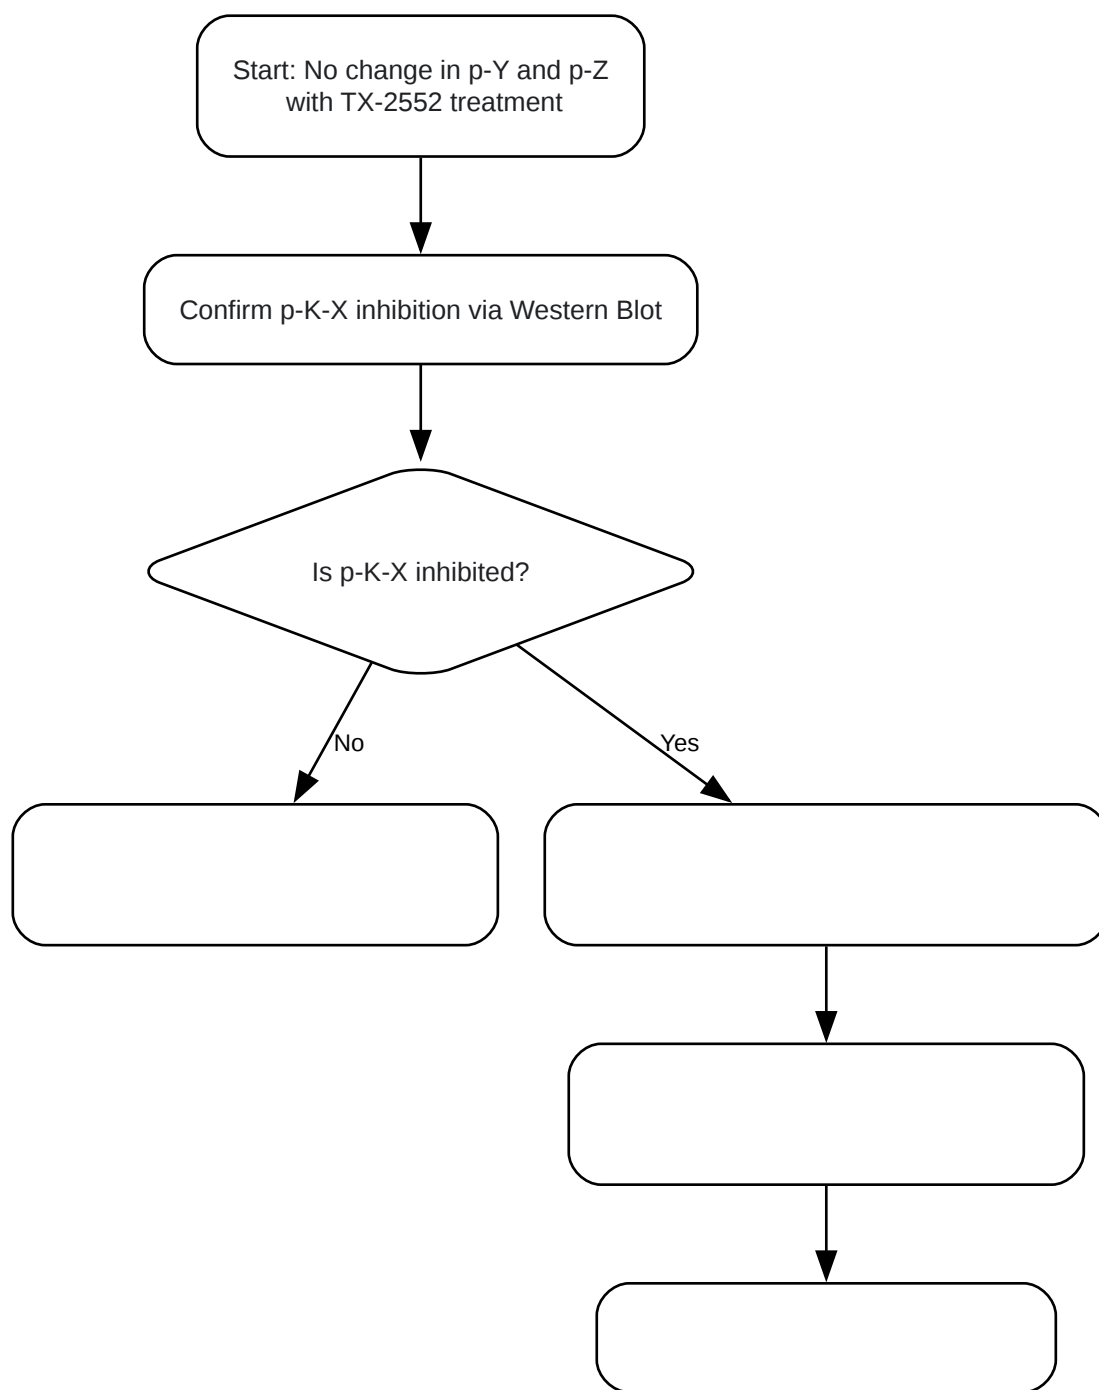 Start: No change in p-Y and p-Z
with TX-2552 treatment
Confirm p-K-X inhibition via Western Blot
Is p-K-X inhibited?
No
Yes